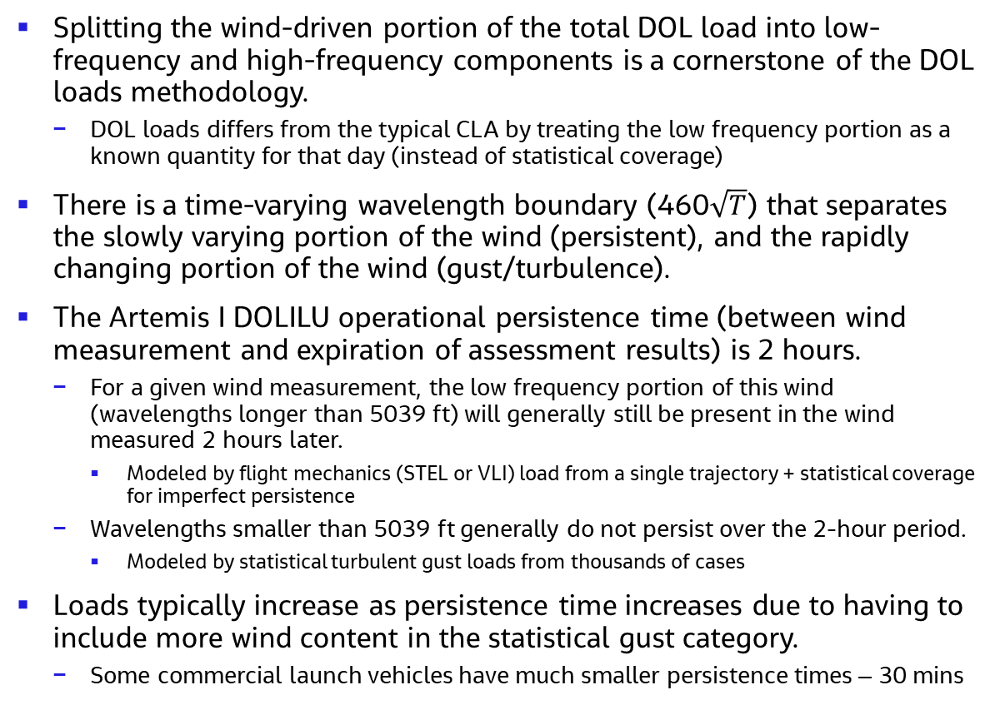 ▪ Splitting the wind-driven portion of the total DOL load into low-
frequency and high-frequency components is a cornerstone of the DOL
loads methodology.
– DOL loads differs from the typical CLA by treating the low frequency portion as a
known quantity for that day (instead of statistical coverage)
▪ There is a time-varying wavelength boundary (460√T) that separates
the slowly varying portion of the wind (persistent), and the rapidly
changing portion of the wind (gust/turbulence).
▪ The Artemis I DOLILU operational persistence time (between wind
measurement and expiration of assessment results) is 2 hours.
– For a given wind measurement, the low frequency portion of this wind
(wavelengths longer than 5039 ft) will generally still be present in the wind
measured 2 hours later.
▪ Modeled by flight mechanics (STEL or VLI) load from a single trajectory + statistical coverage
for imperfect persistence
– Wavelengths smaller than 5039 ft generally do not persist over the 2-hour period.
▪ Modeled by statistical turbulent gust loads from thousands of cases
▪ Loads typically increase as persistence time increases due to having to
include more wind content in the statistical gust category.
– Some commercial launch vehicles have much smaller persistence times – 30 mins